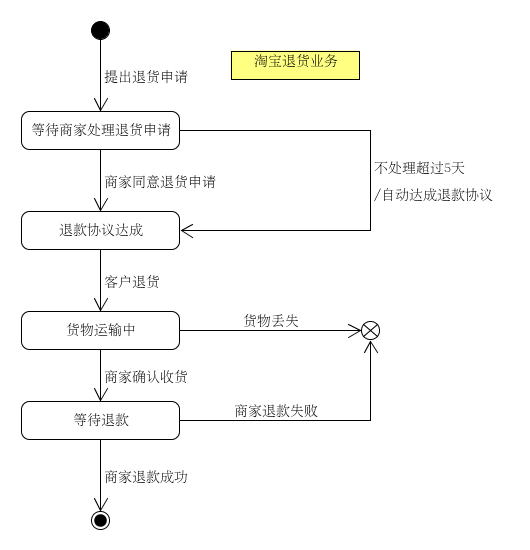 淘宝退货业务
提出退货申请
等待商家处理退货申请
不处理超过5天
/自动达成退款协议
商家同意退货申请
退款协议达成
客户退货
货物运输中
货物丢失
商家确认收货
等待退款
商家退款失败
商家退款成功